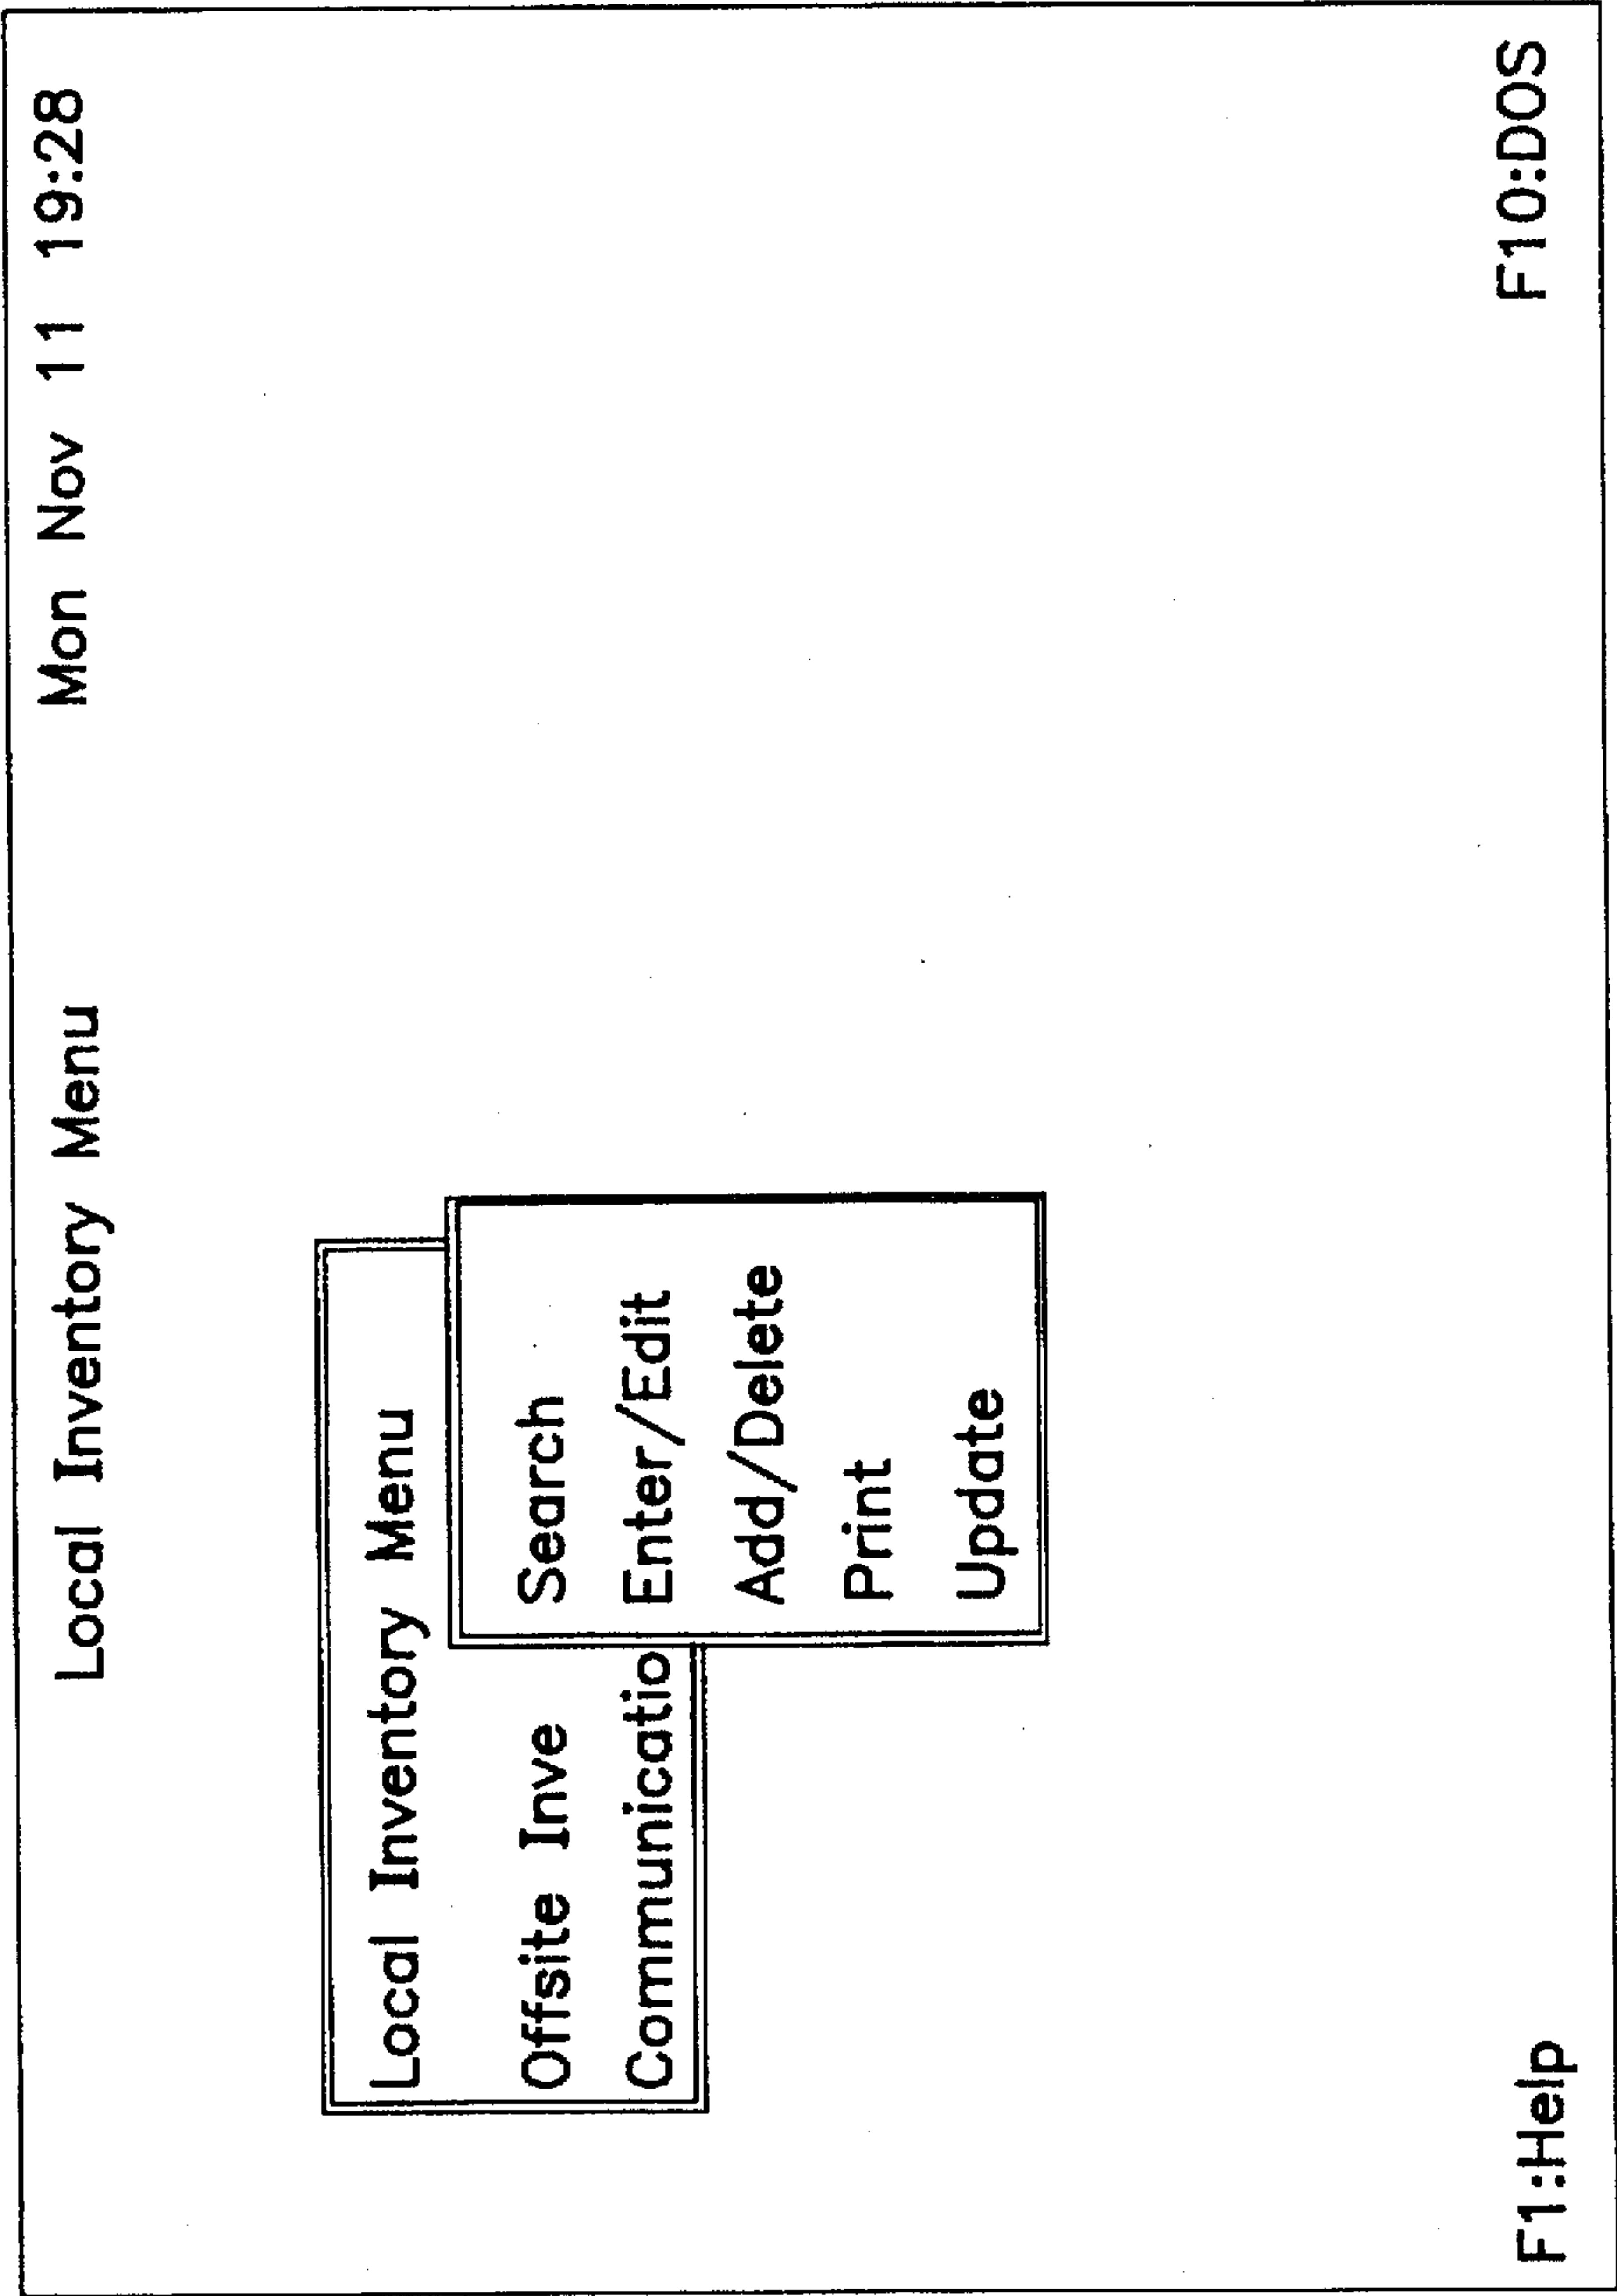 Local Inventory Menu Mon Nov 11 19:28
Local Inventory Menu
Offsite Inve Search
Communicatio Enter/Edit
Add/Delete
Print
Update
F1:Help F10:DOS